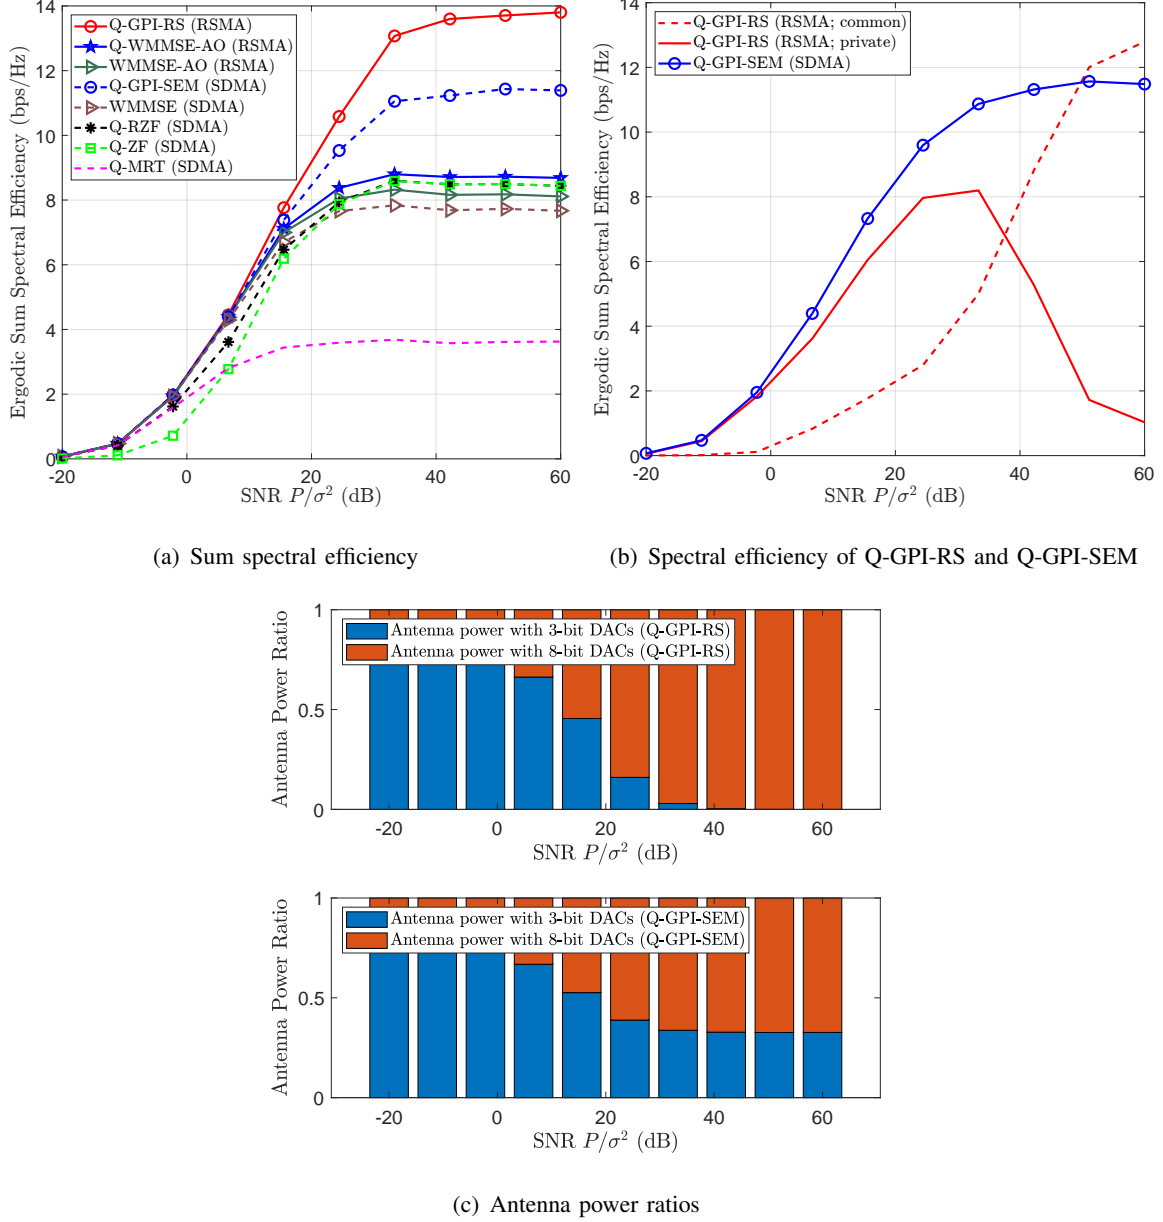 14
12
10
8
6
4
2
0
Ergodic Sum Spectral Efficiency (bps/Hz)
Q-GPI-RS (RSMA)
Q-WMMSE-AO (RSMA)
WMMSE-AO (RSMA)
Q-GPI-SEM (SDMA)
WMMSE (SDMA)
Q-RZF (SDMA)
Q-ZF (SDMA)
Q-MRT (SDMA)
-20 0 20 40 60
SNR P/σ² (dB)
(a) Sum spectral efficiency
14
12
10
8
6
4
2
0
Ergodic Sum Spectral Efficiency (bps/Hz)
Q-GPI-RS (RSMA; common)
Q-GPI-RS (RSMA; private)
Q-GPI-SEM (SDMA)
-20 0 20 40 60
SNR P/σ² (dB)
(b) Spectral efficiency of Q-GPI-RS and Q-GPI-SEM
1
0.5
0
Antenna Power Ratio
Antenna power with 3-bit DACs (Q-GPI-RS)
Antenna power with 8-bit DACs (Q-GPI-RS)
-20 0 20 40 60
SNR P/σ² (dB)
1
0.5
0
Antenna Power Ratio
Antenna power with 3-bit DACs (Q-GPI-SEM)
Antenna power with 8-bit DACs (Q-GPI-SEM)
-20 0 20 40 60
SNR P/σ² (dB)
(c) Antenna power ratios